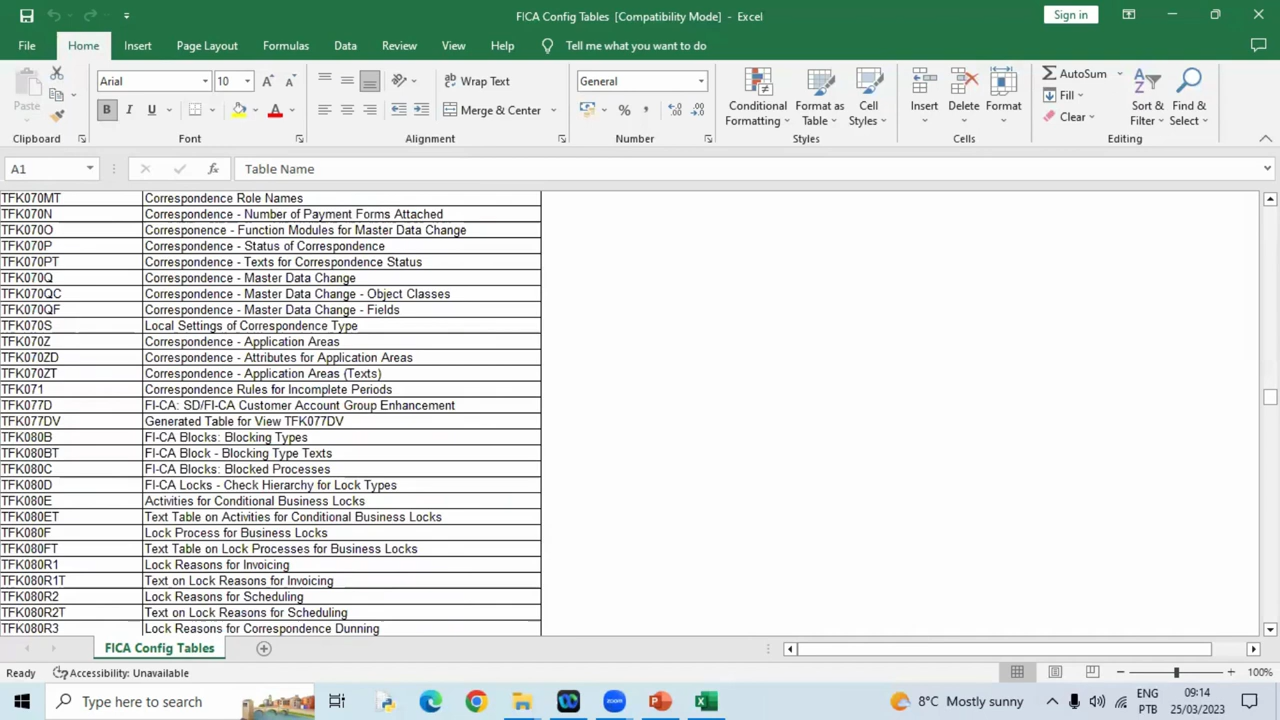 FICA Config Tables [Compatibility Mode] - Excel
Sign in
File Home Insert Page Layout Formulas Data Review View Help Tell me what you want to do
Paste
Clipboard
Arial 10
B I U
Font
Wrap Text
Merge & Center
Alignment
General
%
Number
Conditional Formatting
Format as Table
Cell Styles
Styles
Insert Delete Format
Cells
AutoSum
Fill
Clear
Sort & Filter
Find & Select
Editing
A1 fx Table Name
TFK070MT Correspondence Role Names
TFK070N Correspondence - Number of Payment Forms Attached
TFK070O Corresponence - Function Modules for Master Data Change
TFK070P Correspondence - Status of Correspondence
TFK070PT Correspondence - Texts for Correspondence Status
TFK070Q Correspondence - Master Data Change
TFK070QC Correspondence - Master Data Change - Object Classes
TFK070QF Correspondence - Master Data Change - Fields
TFK070S Local Settings of Correspondence Type
TFK070Z Correspondence - Application Areas
TFK070ZD Correspondence - Attributes for Application Areas
TFK070ZT Correspondence - Application Areas (Texts)
TFK071 Correspondence Rules for Incomplete Periods
TFK077D FI-CA: SD/FI-CA Customer Account Group Enhancement
TFK077DV Generated Table for View TFK077DV
TFK080B FI-CA Blocks: Blocking Types
TFK080BT FI-CA Block - Blocking Type Texts
TFK080C FI-CA Blocks: Blocked Processes
TFK080D FI-CA Locks - Check Hierarchy for Lock Types
TFK080E Activities for Conditional Business Locks
TFK080ET Text Table on Activities for Conditional Business Locks
TFK080F Lock Process for Business Locks
TFK080FT Text Table on Lock Processes for Business Locks
TFK080R1 Lock Reasons for Invoicing
TFK080R1T Text on Lock Reasons for Invoicing
TFK080R2 Lock Reasons for Scheduling
TFK080R2T Text on Lock Reasons for Scheduling
TFK080R3 Lock Reasons for Correspondence Dunning
FICA Config Tables
Ready Accessibility: Unavailable 100%
Type here to search
zoom
8°C Mostly sunny
ENG
PTB
09:14
25/03/2023